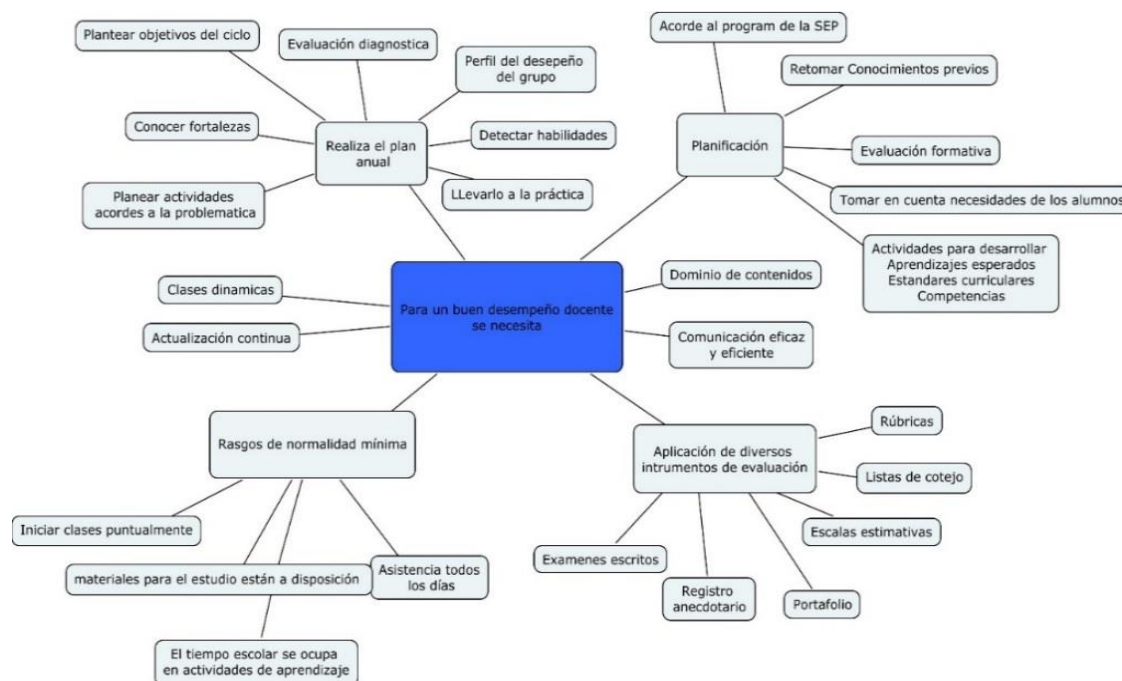 Plantear objetivos del ciclo
Evaluación diagnostica
Perfil del desepeño
del grupo
Conocer fortalezas
Realiza el plan
anual
Detectar habilidades
Planear actividades
acordes a la problematica
LLevarlo a la práctica
Acorde al program de la SEP
Retomar Conocimientos previos
Planificación
Evaluación formativa
Tomar en cuenta necesidades de los alumnos
Actividades para desarrollar
Aprendizajes esperados
Estandares curriculares
Competencias
Clases dinamicas
Actualización continua
Para un buen desempeño docente
se necesita
Dominio de contenidos
Comunicación eficaz
y eficiente
Rasgos de normalidad mínima
Iniciar clases puntualmente
materiales para el estudio están a disposición
Asistencia todos
los días
El tiempo escolar se ocupa
en actividades de aprendizaje
Aplicación de diversos
intrumentos de evaluación
Rúbricas
Listas de cotejo
Escalas estimativas
Examenes escritos
Registro
anecdotario
Portafolio